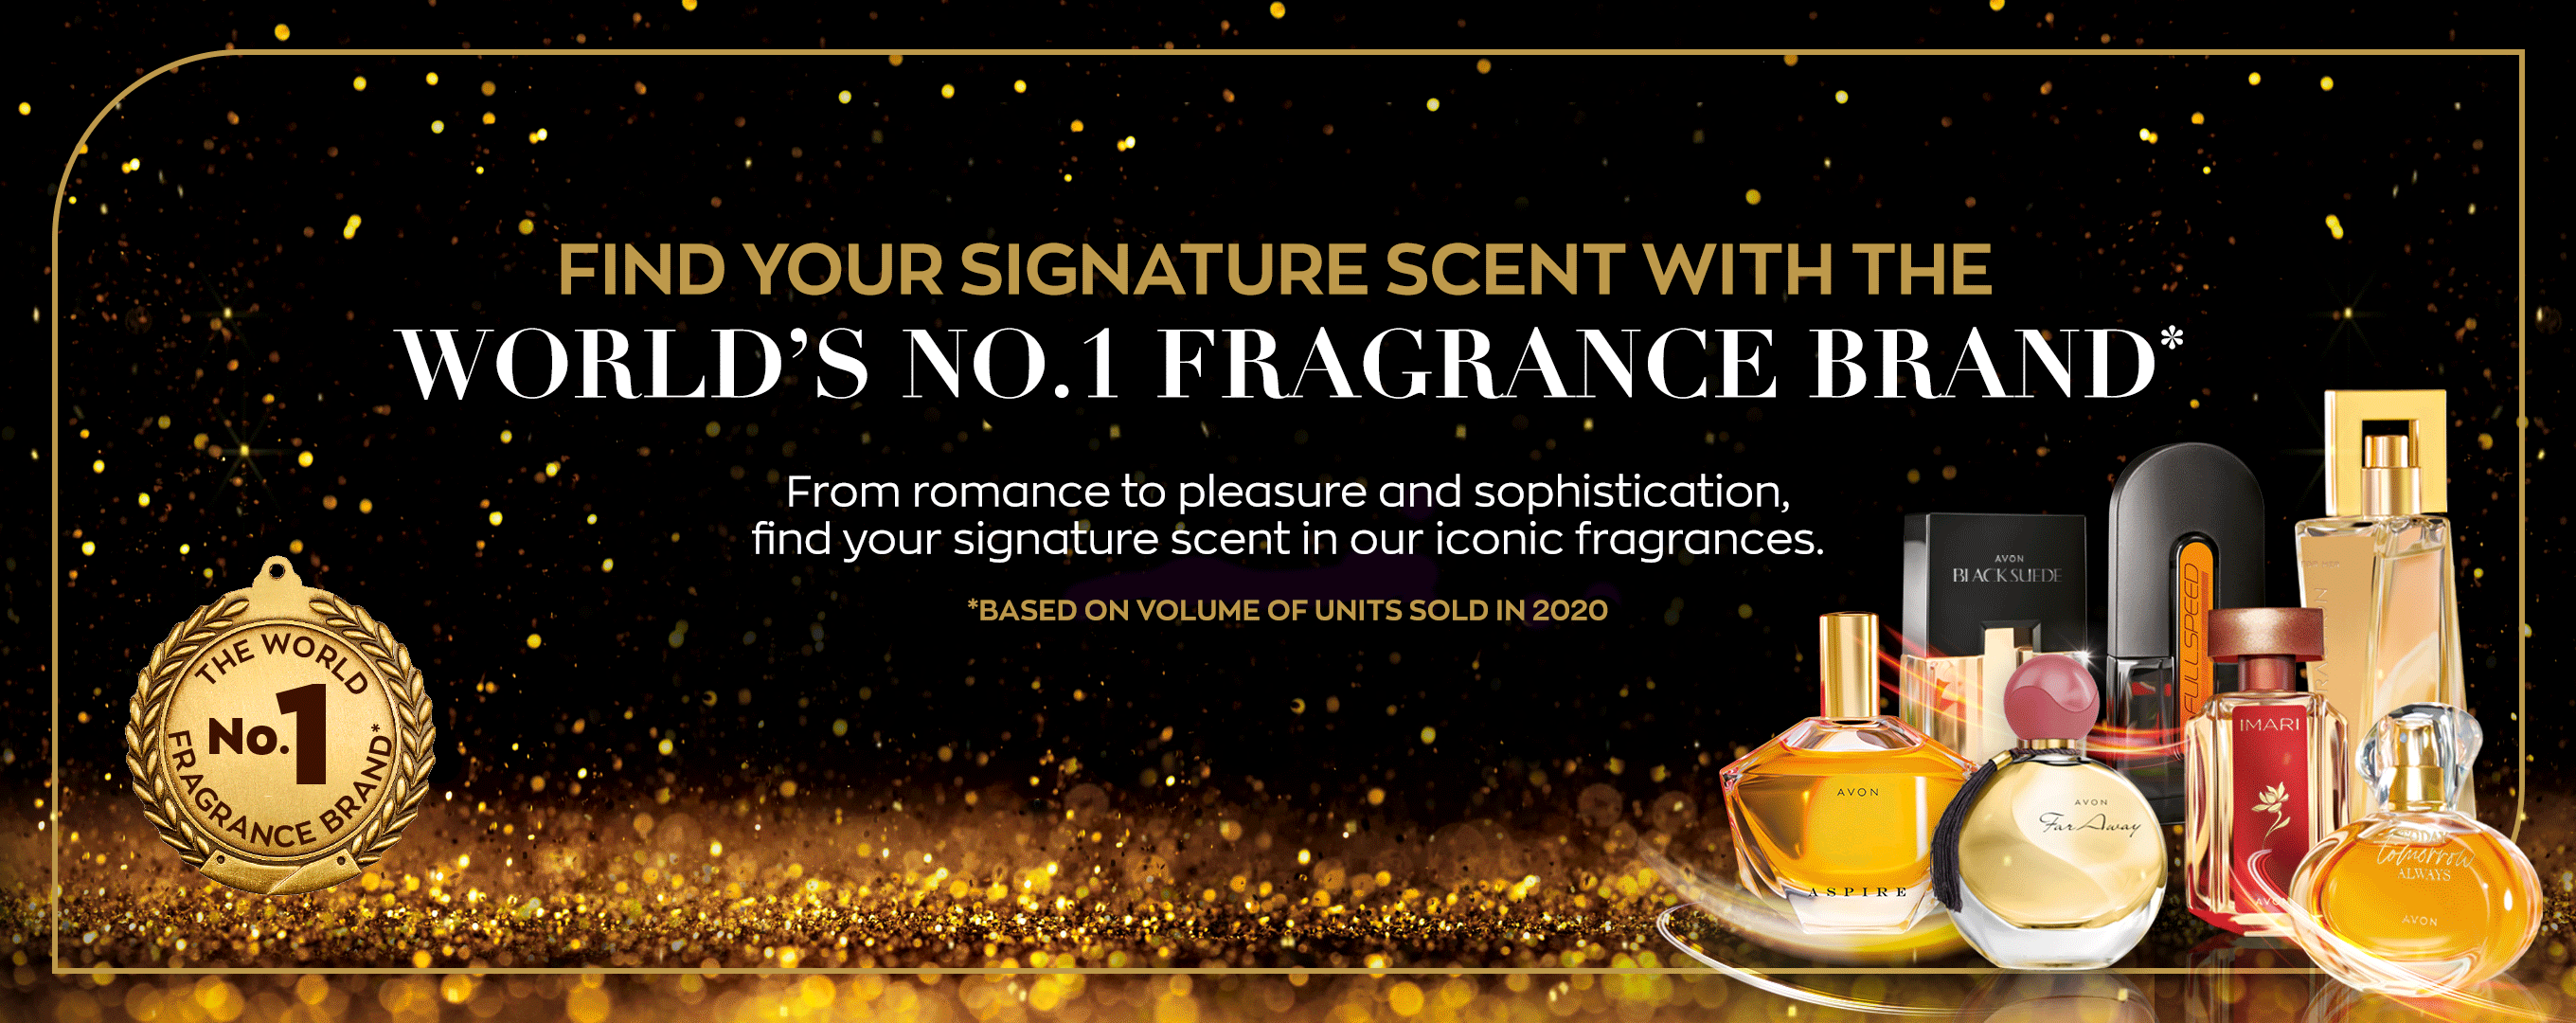 FIND YOUR SIGNATURE SCENT WITH THE
WORLD'S NO.1 FRAGRANCE BRAND*
From romance to pleasure and sophistication,
find your signature scent in our iconic fragrances.
*BASED ON VOLUME OF UNITS SOLD IN 2020
THE WORLD
No.1
FRAGRANCE BRAND*
AVON
BLACK SUEDE
FULL SPEED
IMARI
AVON
ASPIRE
AVON
Far Away
TODAY
tomorrow
ALWAYS
AVON